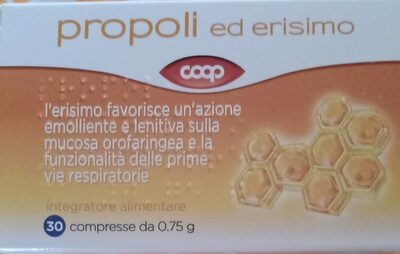 propoli ed erisimo
coop
l'erisimo favorisce un'azione
emolliente e lenitiva sulla
mucosa orofaringea e la
funzionalità delle prime
vie respiratorie
integratore alimentare
30 compresse da 0.75 g